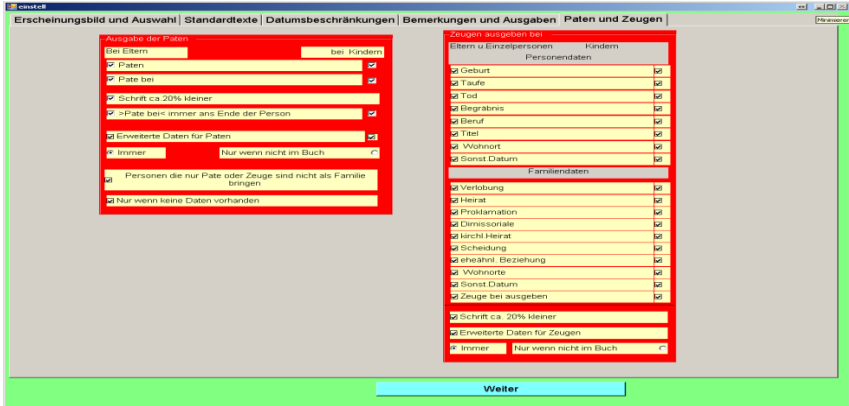 einstell
Erscheinungsbild und Auswahl Standardtexte Datumsbeschränkungen Bemerkungen und Ausgaben Paten und Zeugen
Minimieren
Ausgabe der Paten
Bei Eltern bei Kindern
Paten
Pate bei
Schrift ca.20% kleiner
>Pate bei< immer ans Ende der Person
Erweiterte Daten für Paten
Immer Nur wenn nicht im Buch
Personen die nur Pate oder Zeuge sind nicht als Familie
bringen
Nur wenn keine Daten vorhanden
Zeugen ausgeben bei
Eltern u.Einzelpersonen Kindern
Personendaten
Geburt
Taufe
Tod
Begräbnis
Beruf
Titel
Wohnort
Sonst.Datum
Familiendaten
Verlobung
Heirat
Proklamation
Dimissoriale
kirchl.Heirat
Scheidung
eheähnl. Beziehung
Wohnorte
Sonst.Datum
Zeuge bei ausgeben
Schrift ca. 20% kleiner
Erweiterte Daten für Zeugen
Immer Nur wenn nicht im Buch
Weiter